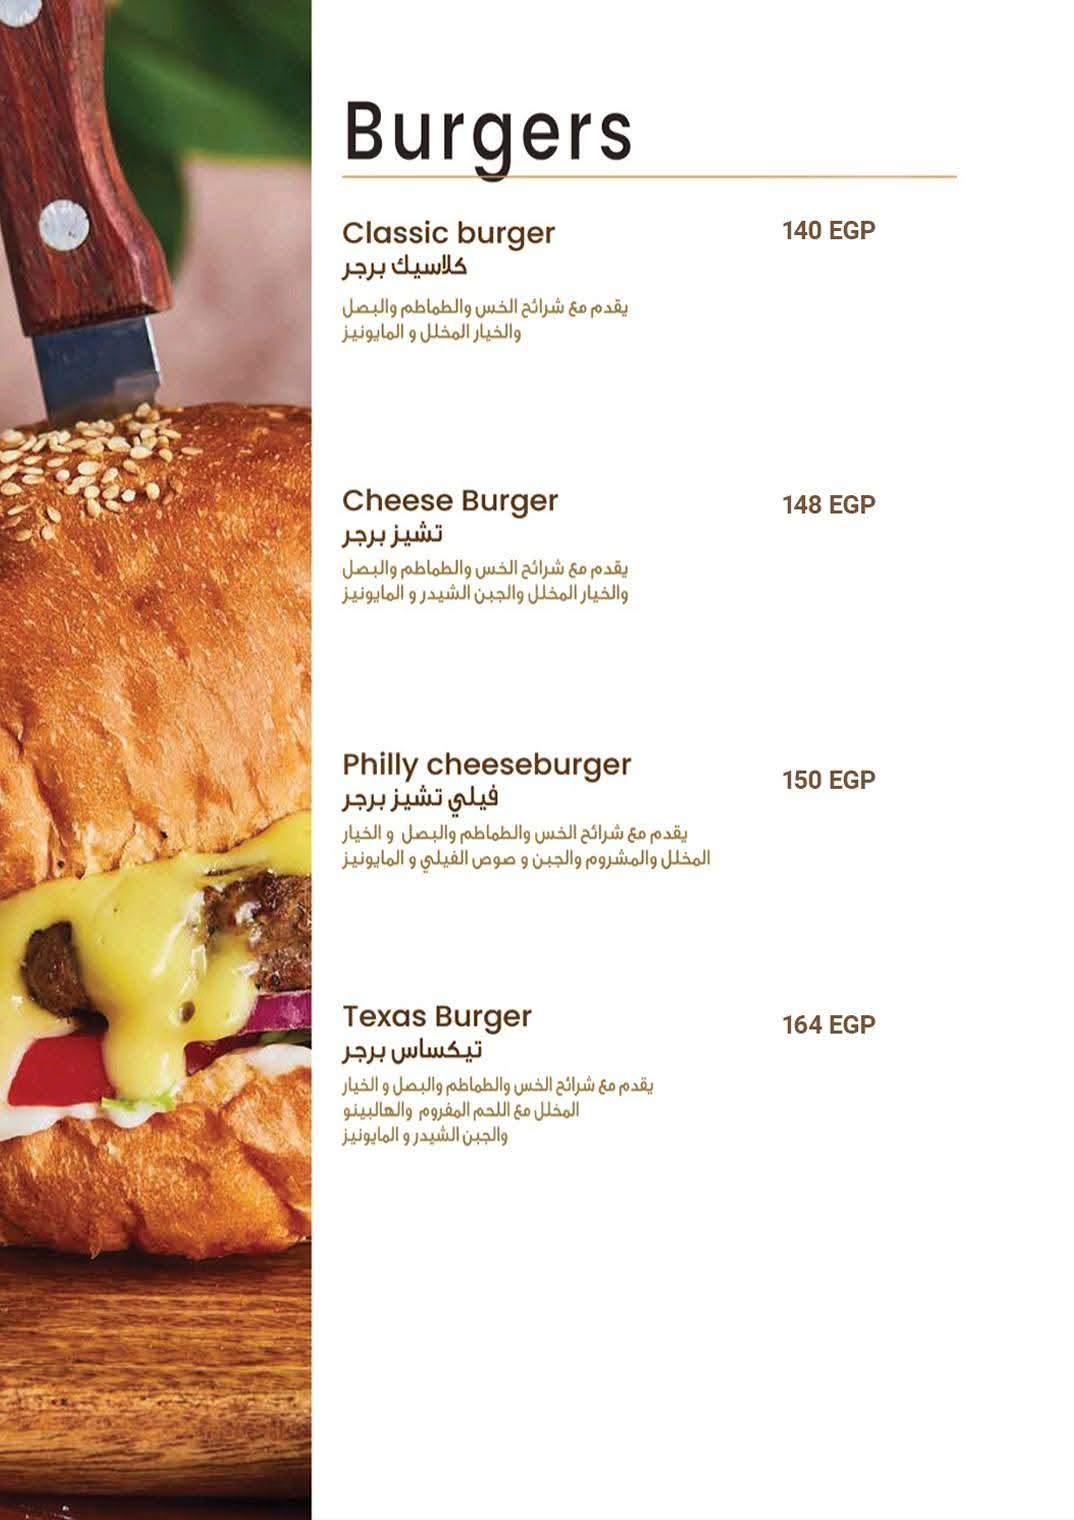 Burgers
Classic burger
140 EGP
كلاسيك برجر
يقدم مع شرائح الخس والطماطم والبصل
والخيار المخلل و المايونيز
Cheese Burger
148 EGP
تشيز برجر
يقدم مع شرائح الخس والطماطم والبصل
والخيار المخلل والجبن الشيدر و المايونيز
Philly cheeseburger
150 EGP
فيلي تشيز برجر
يقدم مع شرائح الخس والطماطم والبصل و الخيار
المخلل والمشروم والجبن و صوص الفيلي و المايونيز
Texas Burger
164 EGP
تيكساس برجر
يقدم مع شرائح الخس والطماطم والبصل و الخيار
المخلل مع اللحم المفروم والهالبينو
والجبن الشيدر و المايونيز